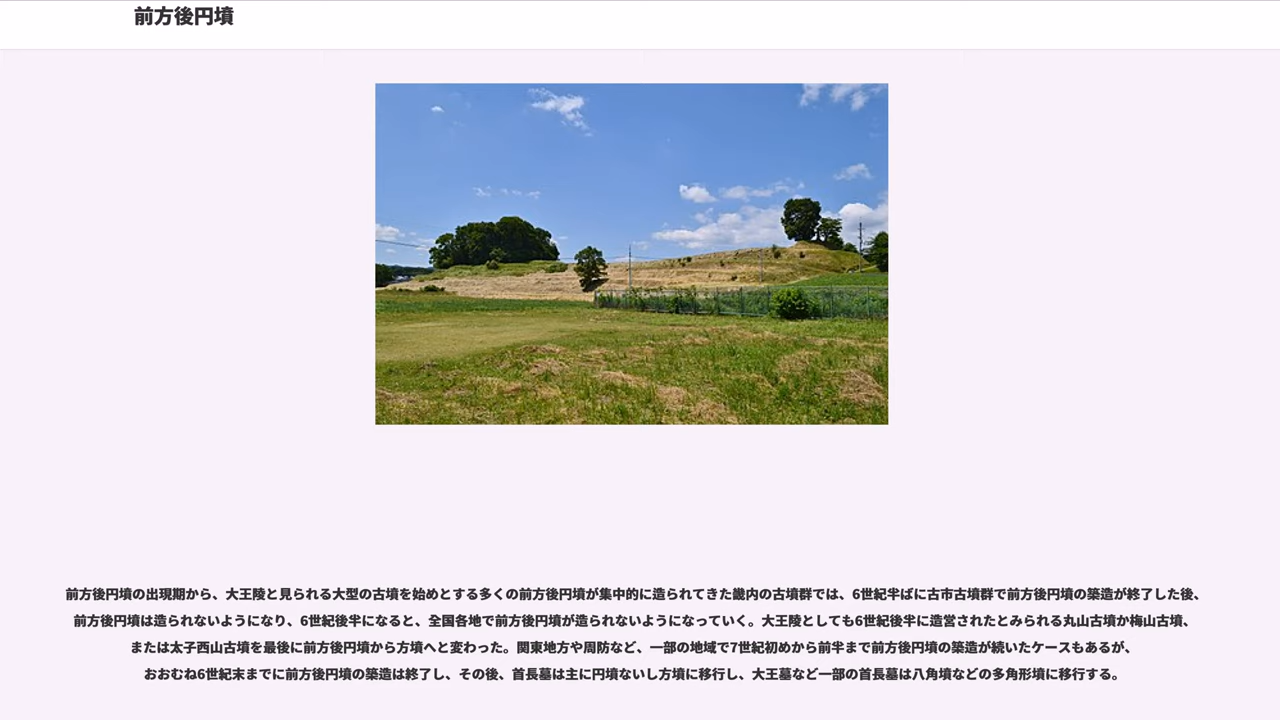 前方後円墳
前方後円墳の出現期から、大王陵と見られる大型の古墳を始めとする多くの前方後円墳が集中的に造られてきた畿内の古墳群では、6世紀半ばに古市古墳群で前方後円墳の築造が終了した後、
前方後円墳は造られないようになり、6世紀後半になると、全国各地で前方後円墳が造られないようになっていく。大王陵としても6世紀後半に造営されたとみられる丸山古墳か梅山古墳、
または太子西山古墳を最後に前方後円墳から方墳へと変わった。関東地方や周防など、一部の地域で7世紀初めから前半まで前方後円墳の築造が続いたケースもあるが、
おおむね6世紀末までに前方後円墳の築造は終了し、その後、首長墓は主に円墳ないし方墳に移行し、大王墓など一部の首長墓は八角墳などの多角形墳に移行する。